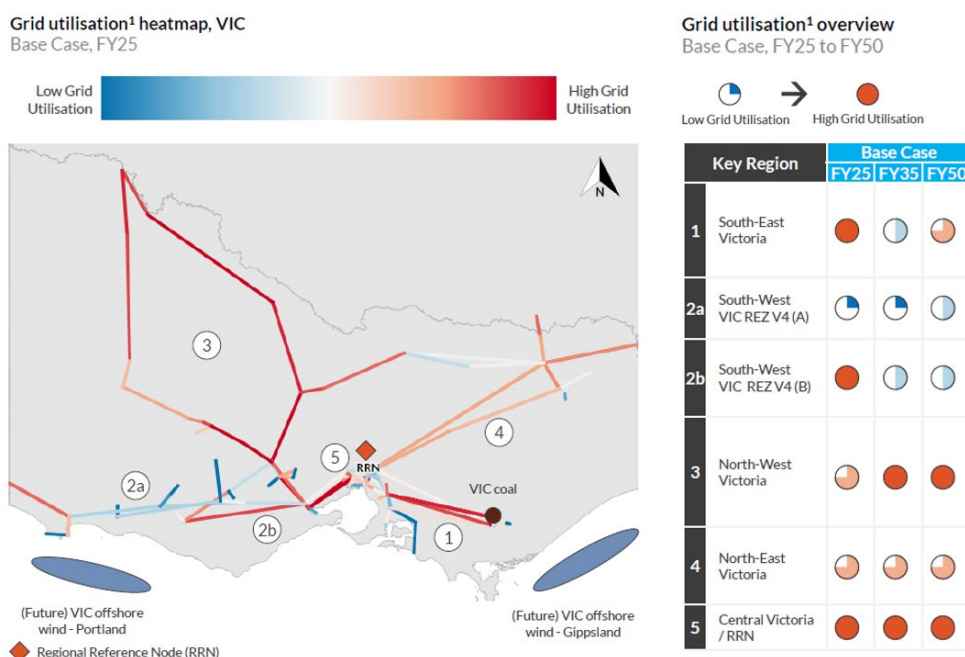 Grid utilisation¹ heatmap, VIC
Base Case, FY25
Low Grid
Utilisation
High Grid
Utilisation
N
3
4
5
RRN
2a
VIC coal
2b
1
(Future) VIC offshore
wind - Portland
(Future) VIC offshore
wind - Gippsland
Regional Reference Node (RRN)
Grid utilisation¹ overview
Base Case, FY25 to FY50
Low Grid Utilisation
High Grid Utilisation
Key Region
Base Case
FY25 FY35 FY50
1
South-East
Victoria
2a
South-West
VIC REZ V4 (A)
2b
South-West
VIC REZ V4 (B)
3
North-West
Victoria
4
North-East
Victoria
5
Central Victoria
/ RRN